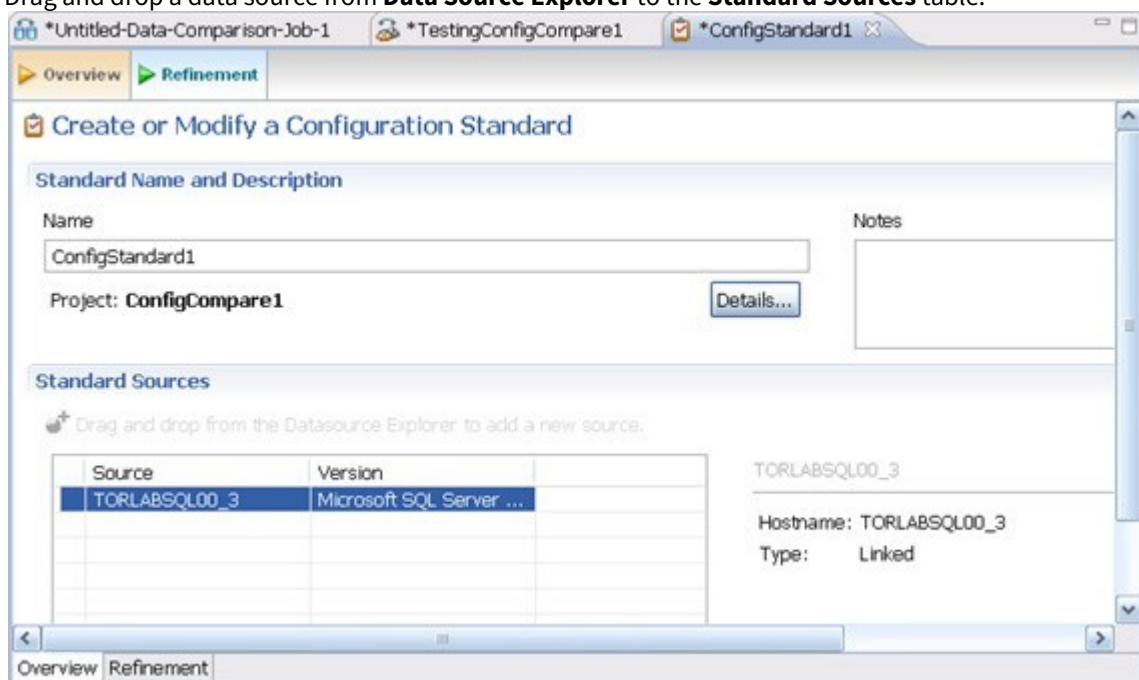 Drag and drop a data source from Data Source Explorer to the Standard Sources table.
*Untitled-Data-Comparison-Job-1 *TestingConfigCompare1 *ConfigStandard1
Overview Refinement
Create or Modify a Configuration Standard
Standard Name and Description
Name Notes
ConfigStandard1
Project: ConfigCompare1 Details...
Standard Sources
Drag and drop from the Datasource Explorer to add a new source.
Source Version TORLABSQL00_3
TORLABSQL00_3 Microsoft SQL Server ...
Hostname: TORLABSQL00_3
Type: Linked
Overview Refinement